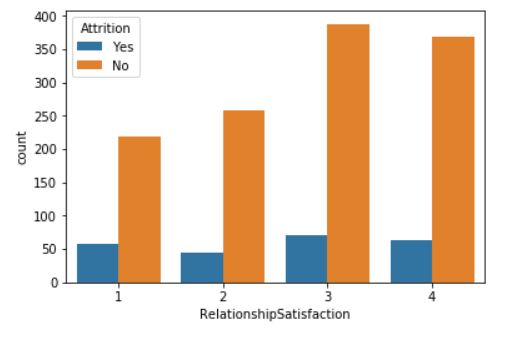 400
350
300
250
200
150
100
50
0
count
Attrition
Yes
No
1 2 3 4
RelationshipSatisfaction